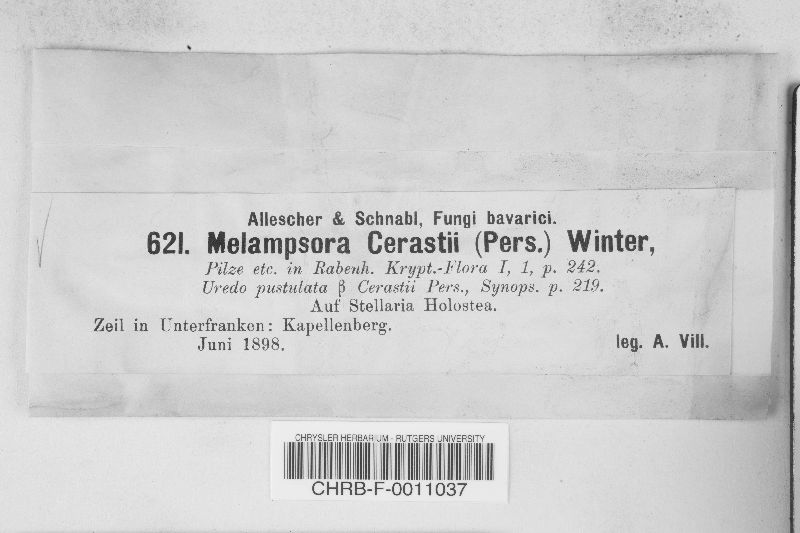 Allescher & Schnabl, Fungi bavarici.
621. Melampsora Cerastii (Pers.) Winter,
Pilze etc. in Rabenh. Krypt.-Flora I, 1, p. 242.
Uredo pustulata β Cerastii Pers., Synops. p. 219.
Auf Stellaria Holostea.
Zeil in Unterfranken: Kapellenberg.
Juni 1898. leg. A. Vill.
CHRYSLER HERBARIUM - RUTGERS UNIVERSITY
CHRB-F-0011037